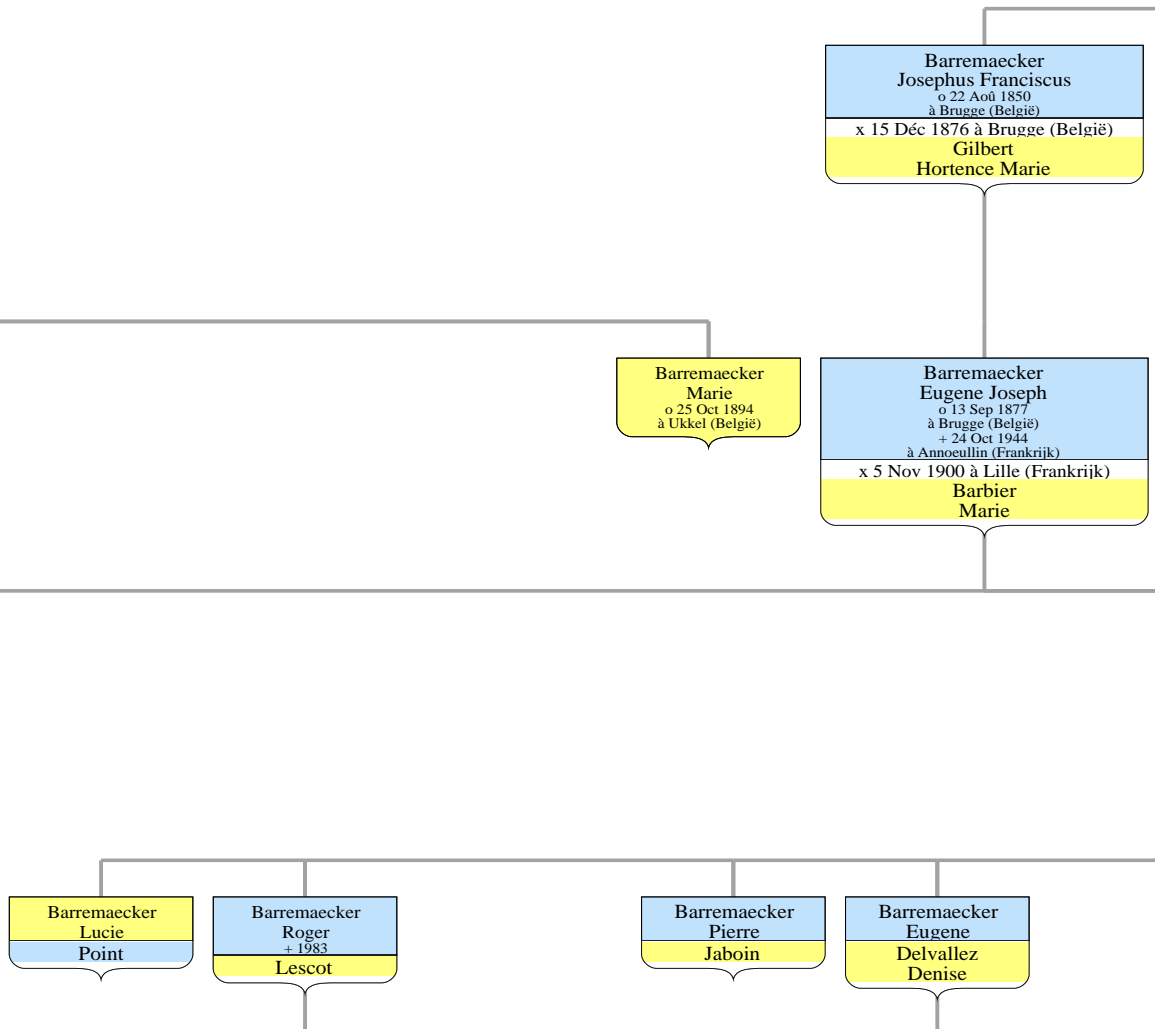 Barremaecker
Josephus Franciscus
o 22 Aoû 1850
à Brugge (België)
x 15 Déc 1876 à Brugge (België)
Gilbert
Hortence Marie
Barremaecker
Marie
o 25 Oct 1894
à Ukkel (België)
Barremaecker
Eugene Joseph
o 13 Sep 1877
à Brugge (België)
+ 24 Oct 1944
à Annoeullin (Frankrijk)
x 5 Nov 1900 à Lille (Frankrijk)
Barbier
Marie
Barremaecker
Lucie
Point
Barremaecker
Roger
+ 1983
Lescot
Barremaecker
Pierre
Jaboin
Barremaecker
Eugene
Delvallez
Denise